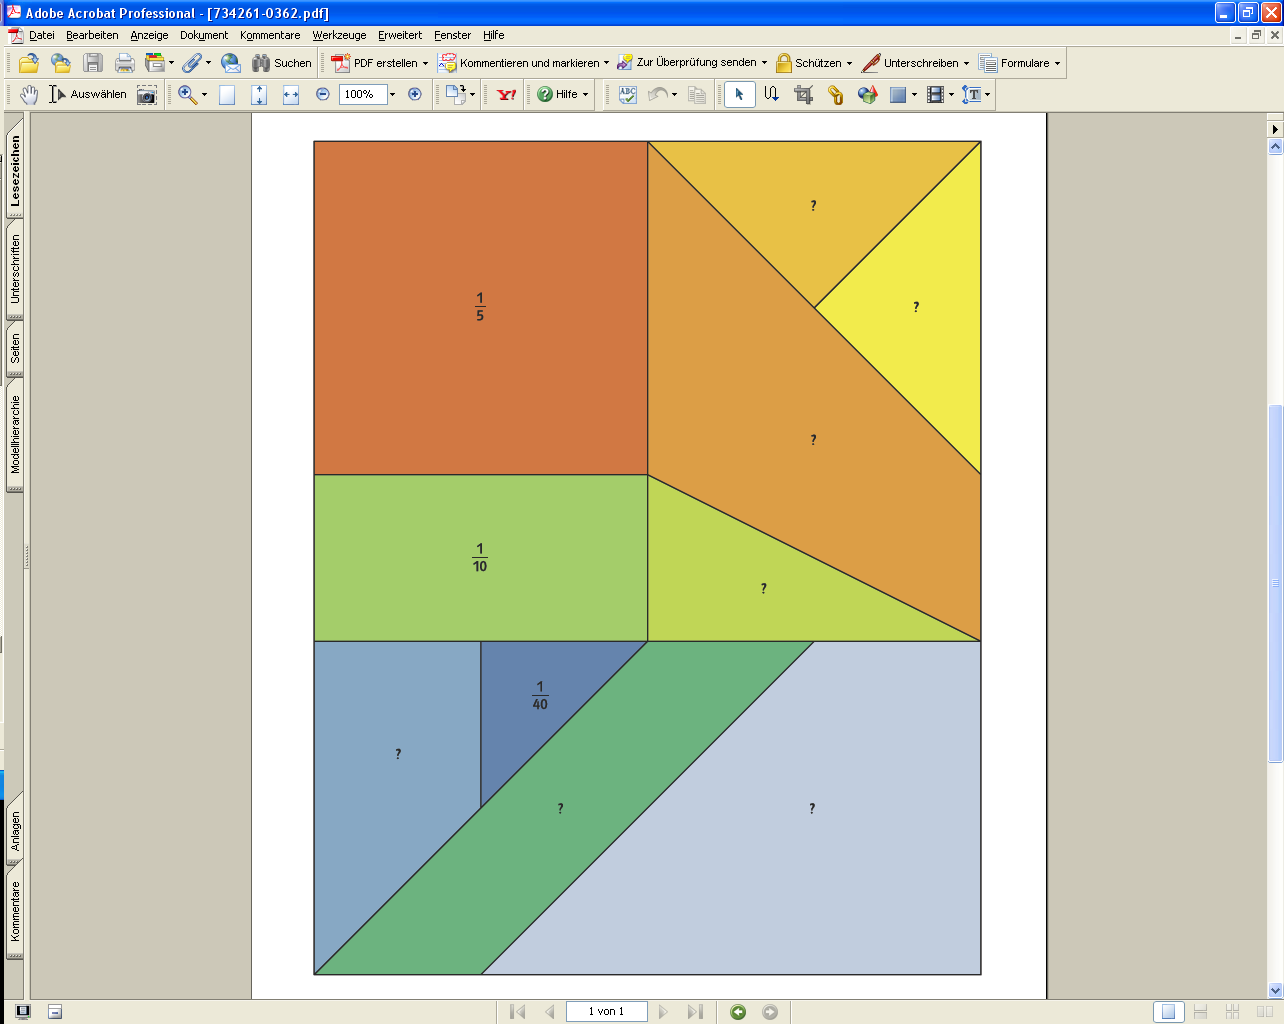 Adobe Acrobat Professional - [734261-0362.pdf]
Datei Bearbeiten Anzeige Dokument Kommentare Werkzeuge Erweitert Fenster Hilfe
Suchen PDF erstellen Kommentieren und markieren Zur Überprüfung senden Schützen Unterschreiben Formulare
Auswählen 100% Y! Hilfe ABC T
Lesezeichen
Unterschriften
Seiten
Modellhierarchie
Anlagen
Kommentare
?
1
5
?
?
1
10
?
1
40
?
?
?
1 von 1